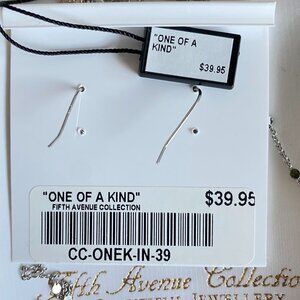 "ONE OF A
KIND"
$39.95
"ONE OF A KIND" $39.95
FIFTH AVENUE COLLECTION
CC-ONEK-IN-39
Fifth Avenue Collection
JEWELLERY